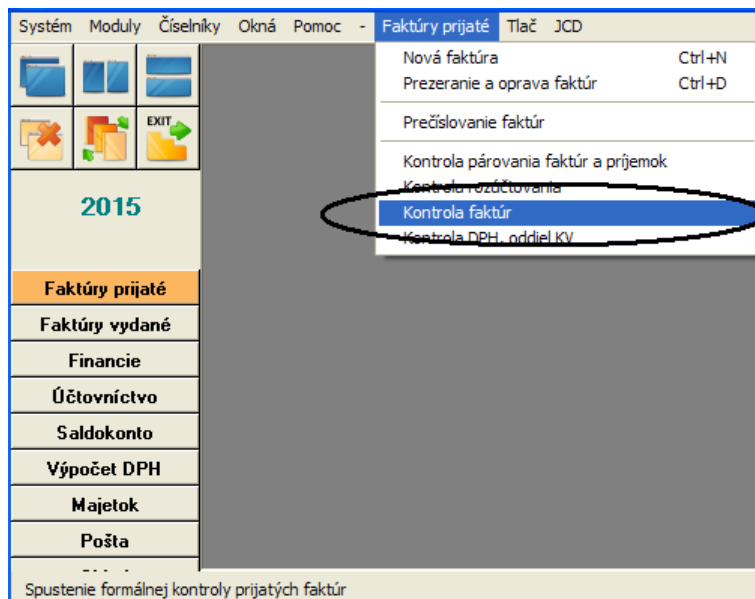 Systém Moduly Číselníky Okná Pomoc - Faktúry prijaté Tlač JCD
Nová faktúra Ctrl+N
Prezeranie a oprava faktúr Ctrl+D
Prečíslovanie faktúr
Kontrola párovania faktúr a príjemok
Kontrola rozúčtovania
Kontrola faktúr
Kontrola DPH, oddiel KV
EXIT
2015
Faktúry prijaté
Faktúry vydané
Financie
Účtovníctvo
Saldokonto
Výpočet DPH
Majetok
Pošta
Spustenie formálnej kontroly prijatých faktúr